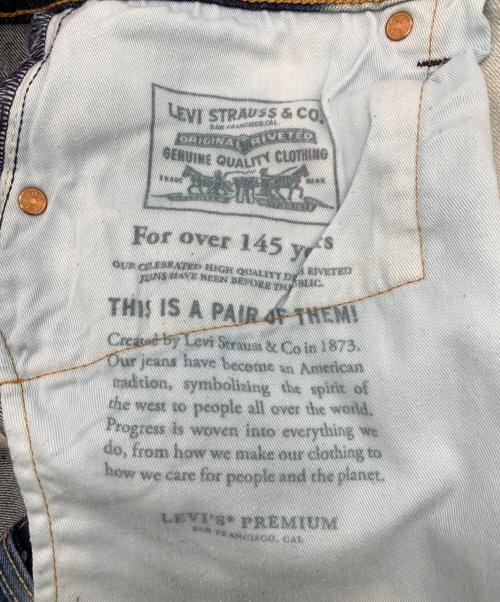 LEVI STRAUSS & CO.
SAN FRANCISCO, CAL
ORIGINAL RIVETED
GENUINE QUALITY CLOTHING
TRADE MARK
For over 145 years
OUR CELEBRATED HIGH QUALITY RIVETED
JEANS HAVE BEEN BEFORE THE PUBLIC.
THIS IS A PAIR OF THEM!
Created by Levi Strauss & Co in 1873.
Our jeans have become an American
tradition, symbolizing the spirit of
the west to people all over the world.
Progress is woven into everything we
do, from how we make our clothing to
how we care for people and the planet.
LEVI'S® PREMIUM
SAN FRANCISCO, CAL